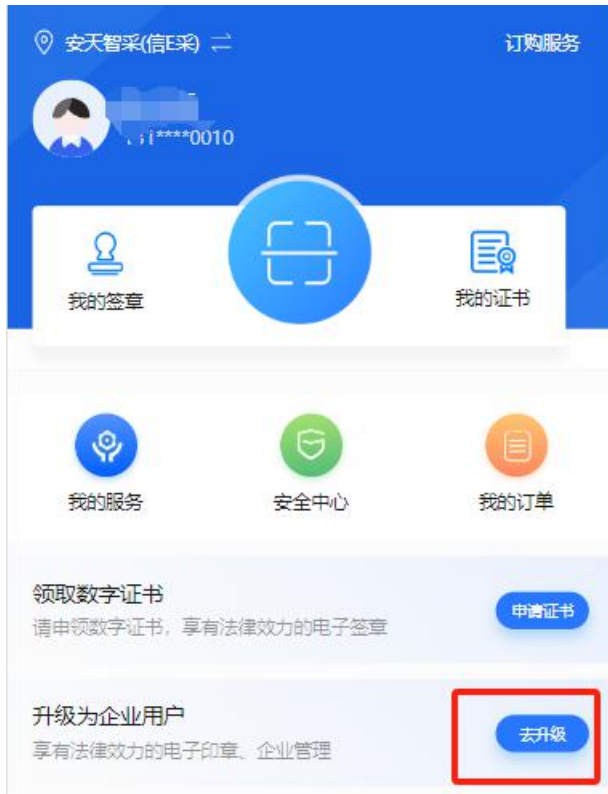 安天智采(信E采)
订购服务
****0010
我的签章
我的证书
我的服务
安全中心
我的订单
领取数字证书
请申领数字证书，享有法律效力的电子签章
申请证书
升级为企业用户
享有法律效力的电子印章、企业管理
去升级